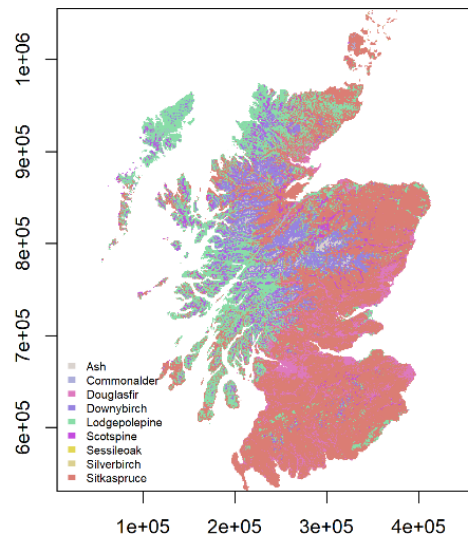 1e+06
9e+05
8e+05
7e+05
6e+05
Ash
Commonalder
Douglasfir
Downybirch
Lodgepolepine
Scotspine
Sessileoak
Silverbirch
Sitkaspruce
1e+05 2e+05 3e+05 4e+05